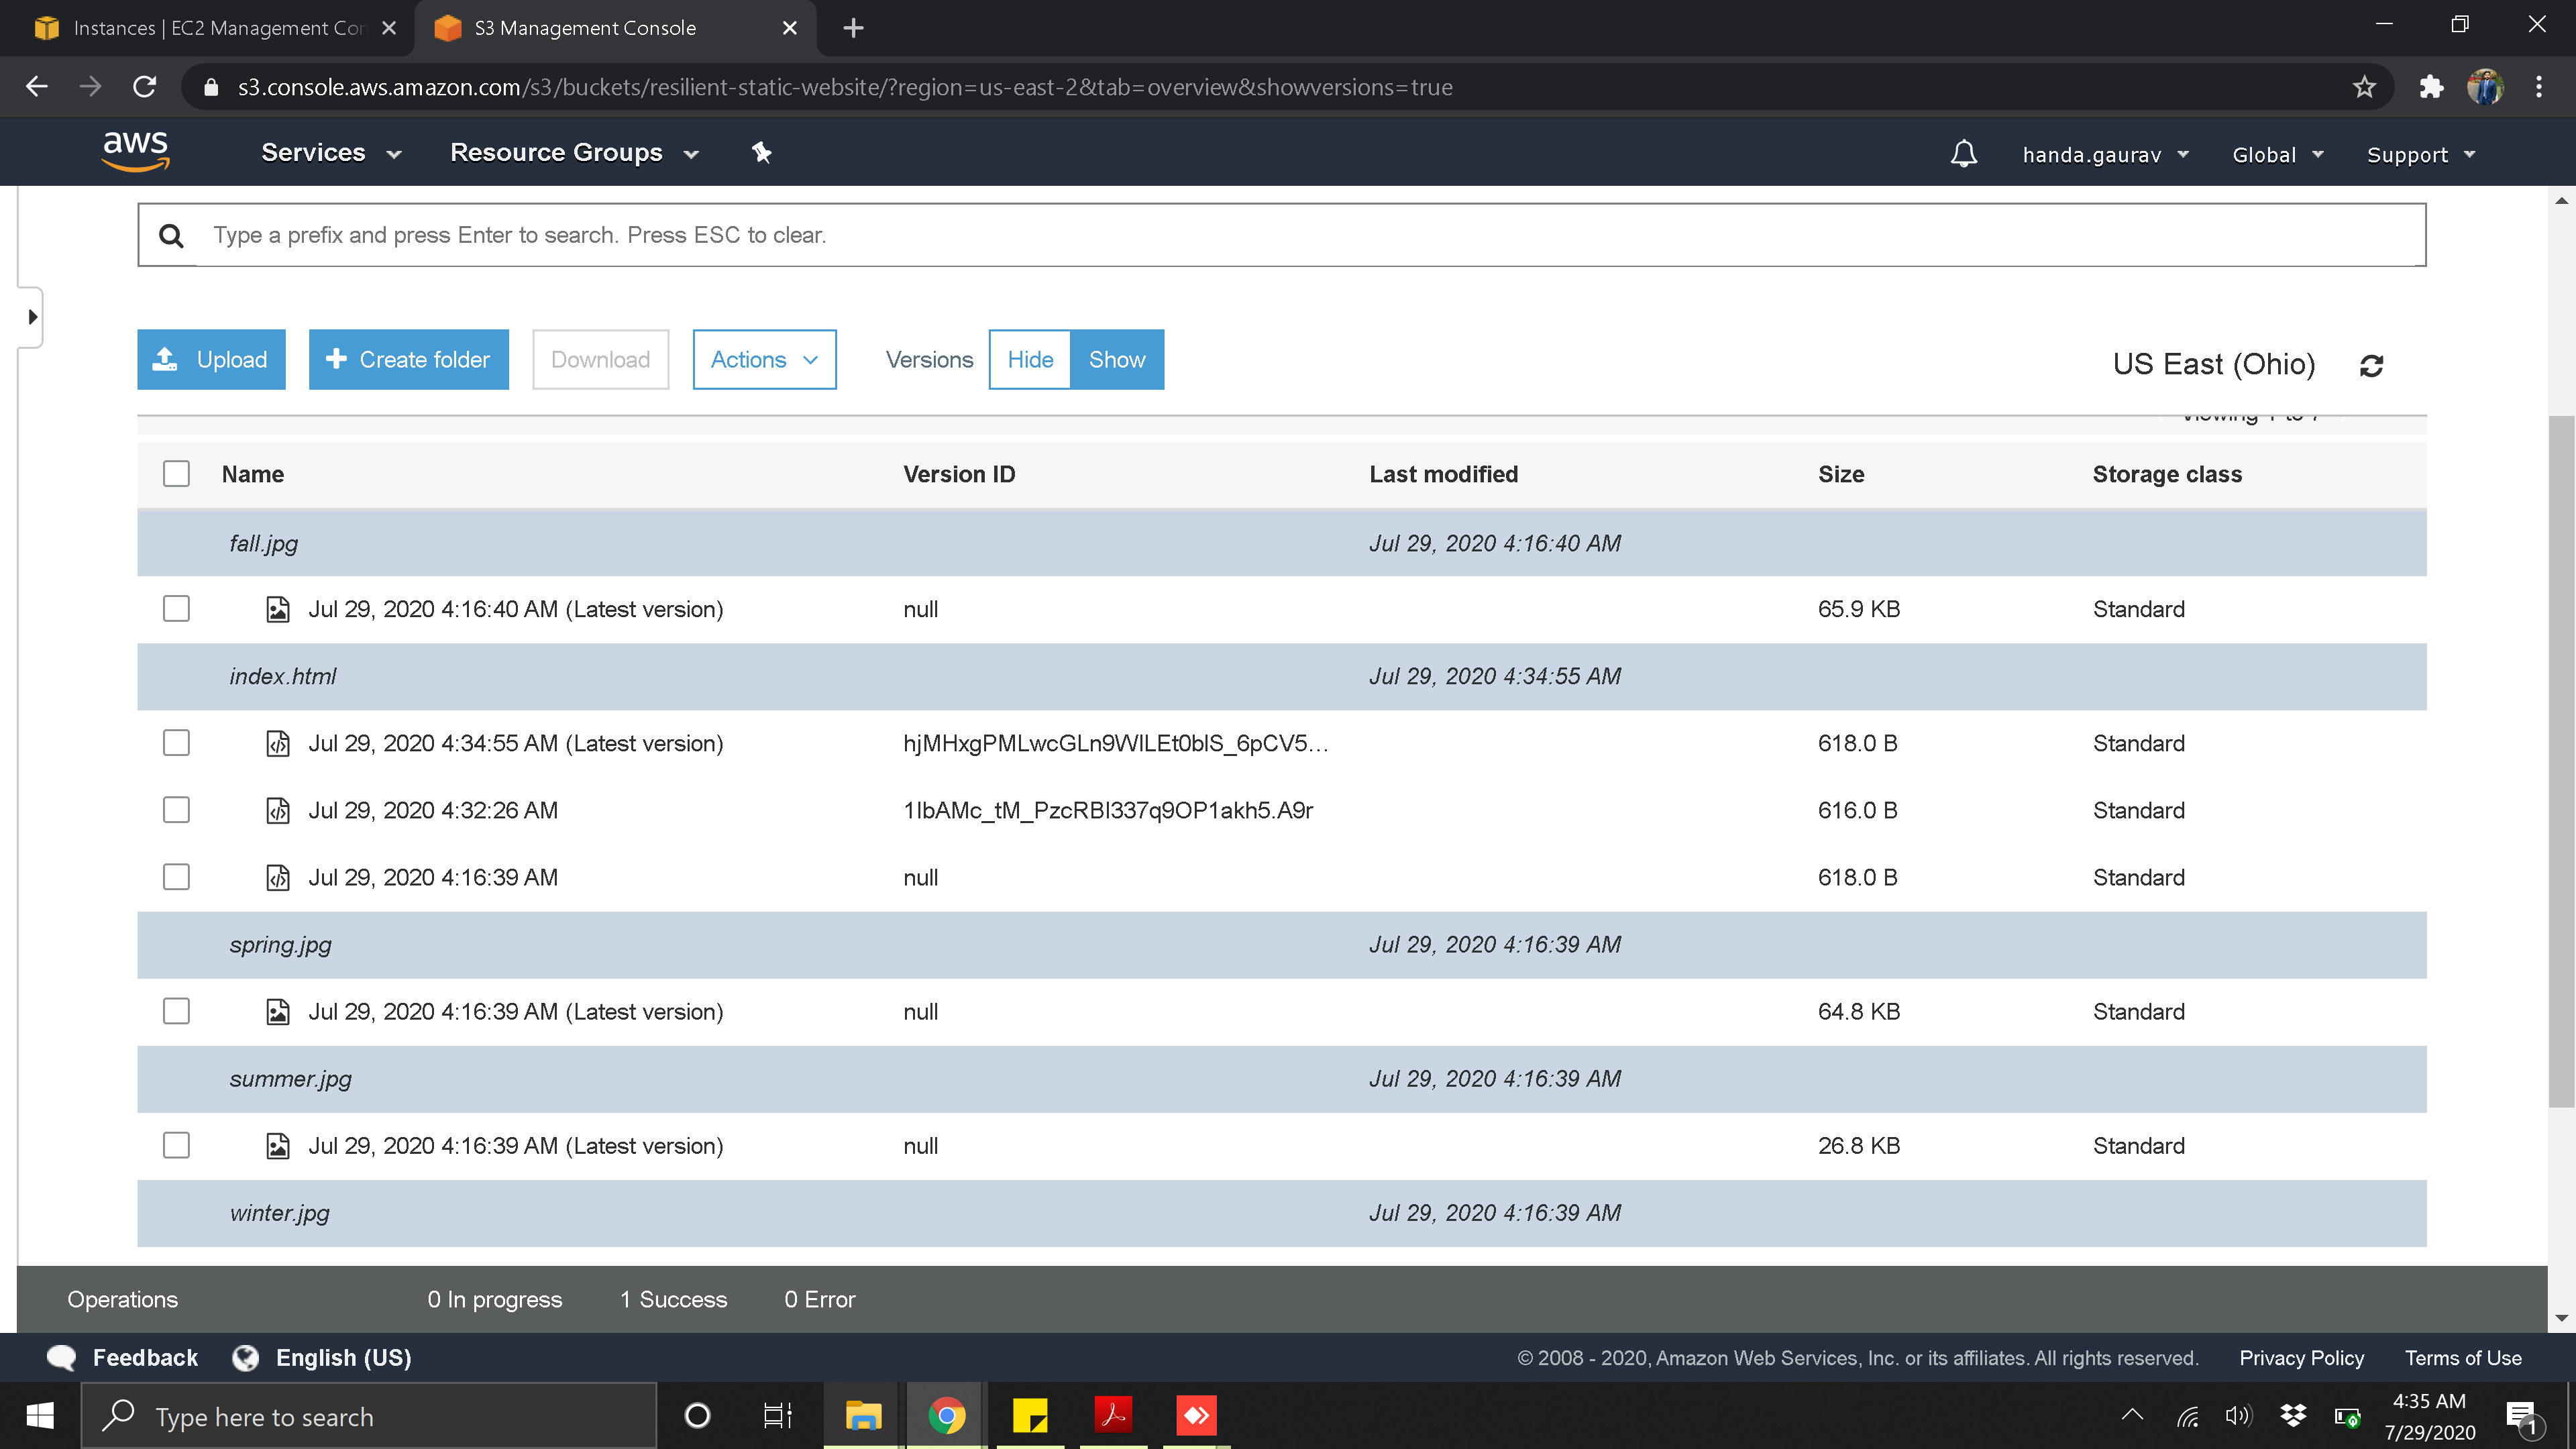 Instances | EC2 Management Con
S3 Management Console
s3.console.aws.amazon.com/s3/buckets/resilient-static-website/?region=us-east-2&tab=overview&showversions=true
aws Services Resource Groups handa.gaurav Global Support
Type a prefix and press Enter to search. Press ESC to clear.
Upload Create folder Download Actions Versions Hide Show US East (Ohio)
Viewing 1 to 7
Name Version ID Last modified Size Storage class
fall.jpg Jul 29, 2020 4:16:40 AM
Jul 29, 2020 4:16:40 AM (Latest version) null 65.9 KB Standard
index.html Jul 29, 2020 4:34:55 AM
Jul 29, 2020 4:34:55 AM (Latest version) hjMHxgPMLwcGLn9WlLEt0blS_6pCV5... 618.0 B Standard
Jul 29, 2020 4:32:26 AM 1lbAMc_tM_PzcRBl337q9OP1akh5.A9r 616.0 B Standard
Jul 29, 2020 4:16:39 AM null 618.0 B Standard
spring.jpg Jul 29, 2020 4:16:39 AM
Jul 29, 2020 4:16:39 AM (Latest version) null 64.8 KB Standard
summer.jpg Jul 29, 2020 4:16:39 AM
Jul 29, 2020 4:16:39 AM (Latest version) null 26.8 KB Standard
winter.jpg Jul 29, 2020 4:16:39 AM
Operations 0 In progress 1 Success 0 Error
Feedback English (US) © 2008 - 2020, Amazon Web Services, Inc. or its affiliates. All rights reserved. Privacy Policy Terms of Use
Type here to search
4:35 AM
7/29/2020
1